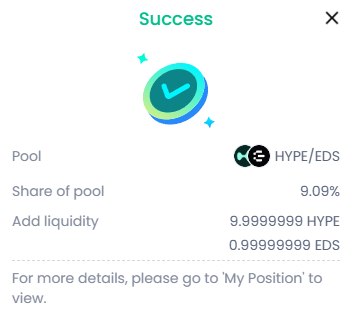 Success
Pool HYPE/EDS
Share of pool 9.09%
Add liquidity 9.9999999 HYPE
0.99999999 EDS
For more details, please go to 'My Position' to
view.